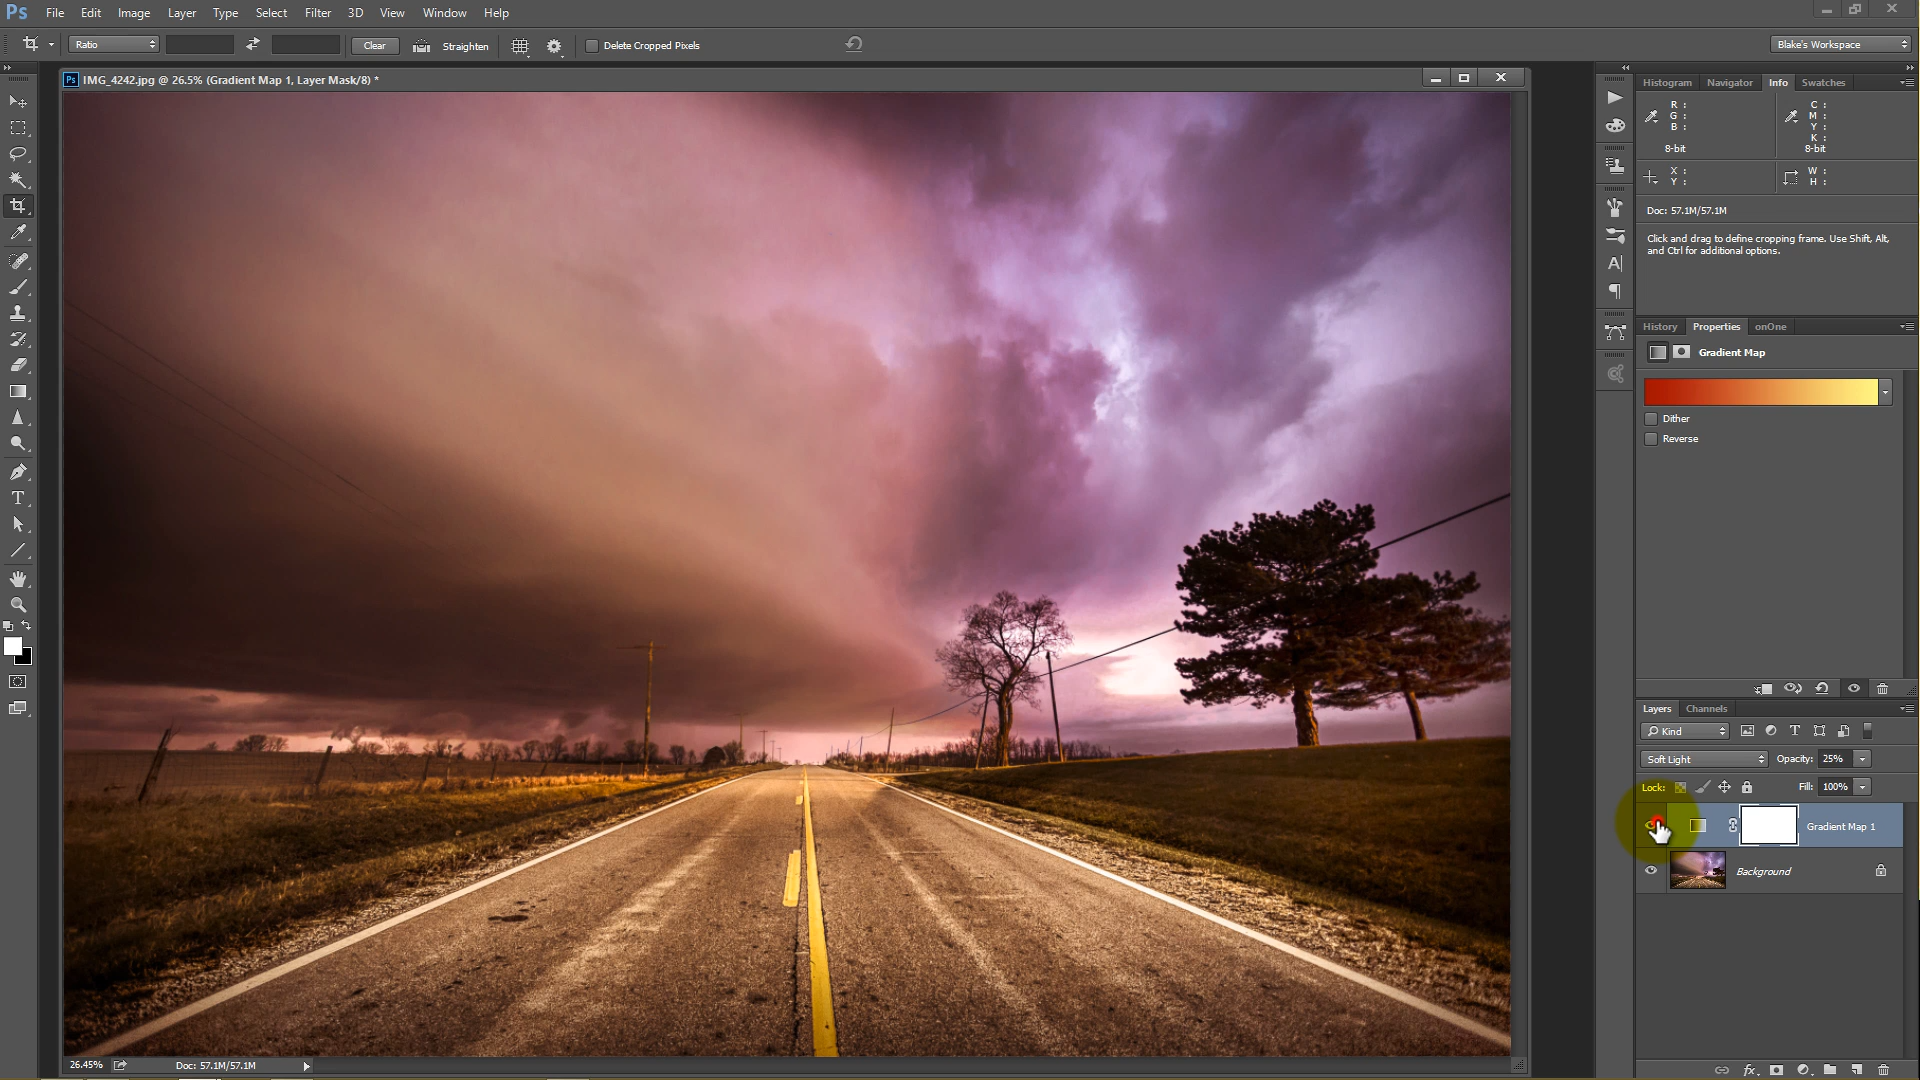 Ps File Edit Image Layer Type Select Filter 3D View Window Help
Ratio Clear Straighten Delete Cropped Pixels Blake's Workspace
Ps IMG_4242.jpg @ 26.5% (Gradient Map 1, Layer Mask/8) *
Histogram Navigator Info Swatches
R : C :
G : M :
B : Y :
K :
8-bit 8-bit
X : W :
Y : H :
Doc: 57.1M/57.1M
Click and drag to define cropping frame. Use Shift, Alt,
and Ctrl for additional options.
History Properties onOne
Gradient Map
Dither
Reverse
Layers Channels
Kind
Soft Light Opacity: 25%
Lock: Fill: 100%
Gradient Map 1
Background
26.45% Doc: 57.1M/57.1M